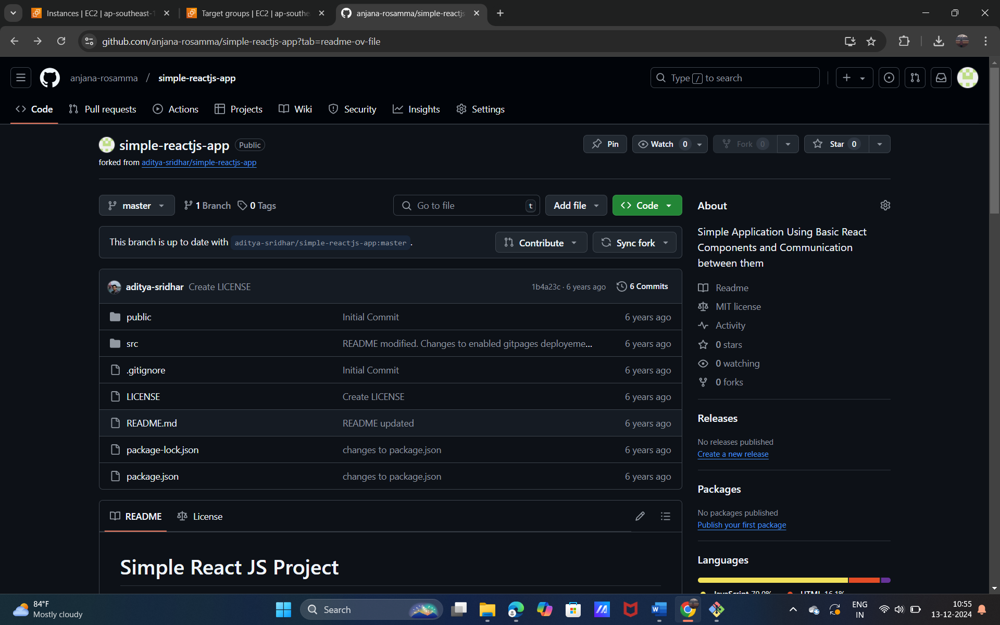 Instances | EC2 | ap-southeast-1
Target groups | EC2 | ap-southe
anjana-rosamma/simple-reactjs
github.com/anjana-rosamma/simple-reactjs-app?tab=readme-ov-file
anjana-rosamma / simple-reactjs-app
Type / to search
Code
Pull requests
Actions
Projects
Wiki
Security
Insights
Settings
simple-reactjs-app Public
Pin
Watch 0
Fork 0
Star 0
forked from aditya-sridhar/simple-reactjs-app
master
1 Branch
0 Tags
Go to file t
Add file
Code
This branch is up to date with aditya-sridhar/simple-reactjs-app:master .
Contribute
Sync fork
aditya-sridhar Create LICENSE 1b4a23c · 6 years ago 6 Commits
public Initial Commit 6 years ago
src README modified. Changes to enabled gitpages deployeme... 6 years ago
.gitignore Initial Commit 6 years ago
LICENSE Create LICENSE 6 years ago
README.md README updated 6 years ago
package-lock.json changes to package.json 6 years ago
package.json changes to package.json 6 years ago
README
License
Simple React JS Project
About
Simple Application Using Basic React
Components and Communication
between them
Readme
MIT license
Activity
0 stars
0 watching
0 forks
Releases
No releases published
Create a new release
Packages
No packages published
Publish your first package
Languages
JavaScript 79.0% HTML 16.1%
84°F
Mostly cloudy
Search
ENG
IN
10:55
13-12-2024